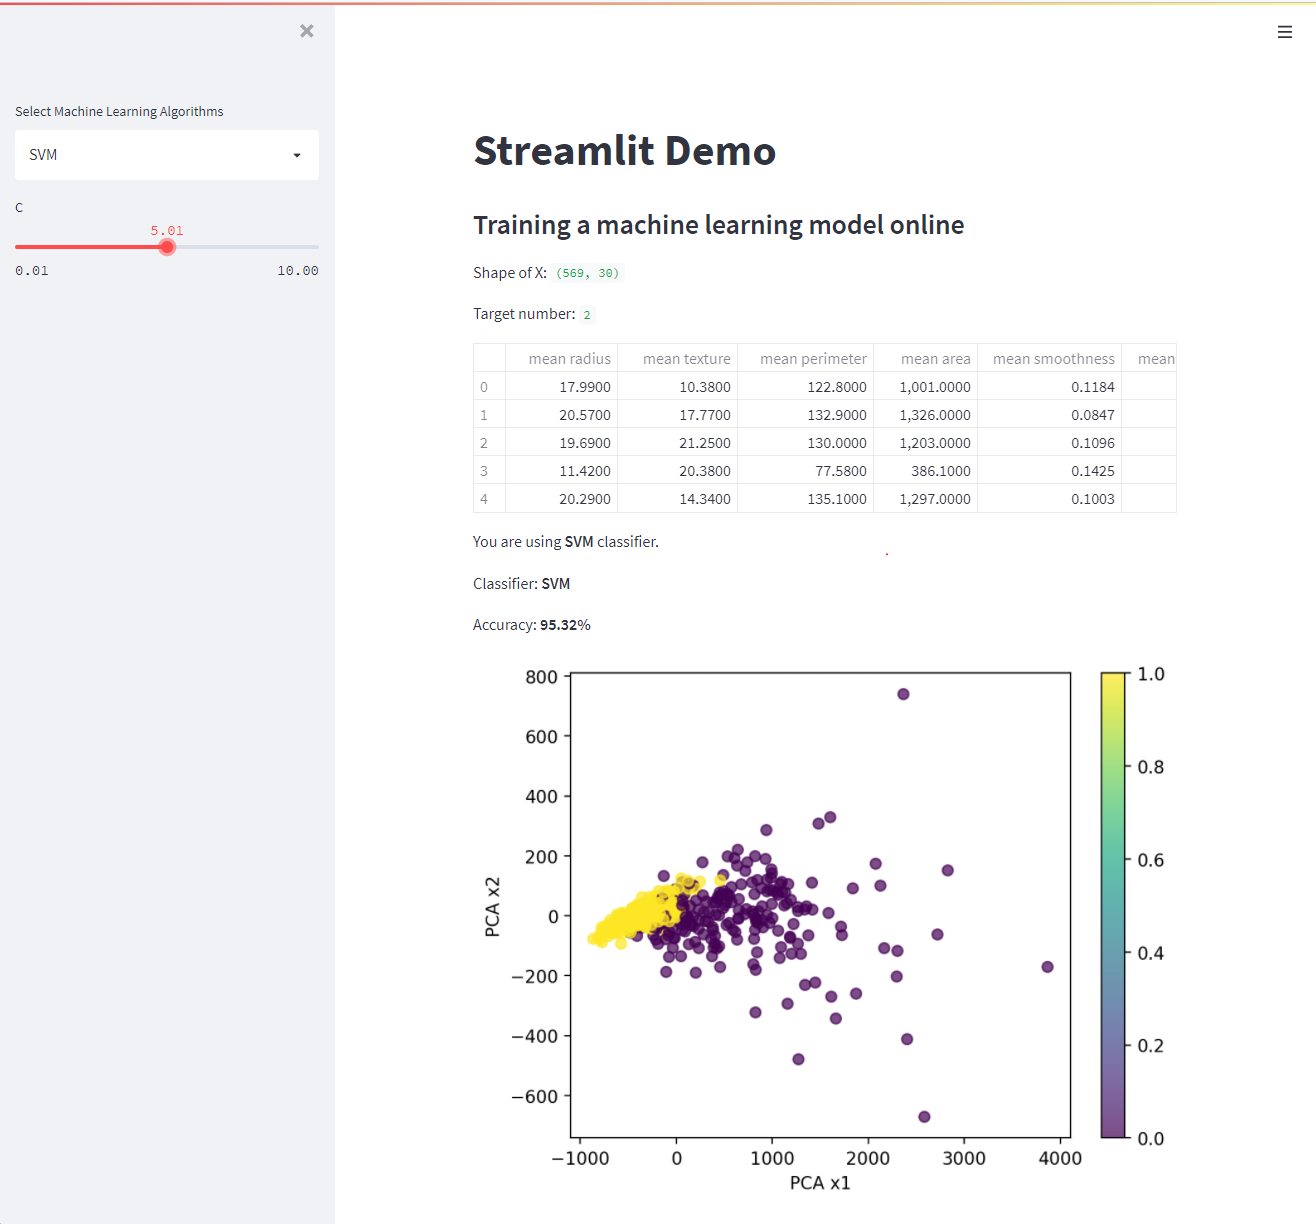 Select Machine Learning Algorithms
SVM
C
5.01
0.01 10.00
Streamlit Demo
Training a machine learning model online
Shape of X: (569, 30)
Target number: 2
mean radius mean texture mean perimeter mean area mean smoothness mean
0 17.9900 10.3800 122.8000 1,001.0000 0.1184
1 20.5700 17.7700 132.9000 1,326.0000 0.0847
2 19.6900 21.2500 130.0000 1,203.0000 0.1096
3 11.4200 20.3800 77.5800 386.1000 0.1425
4 20.2900 14.3400 135.1000 1,297.0000 0.1003
You are using SVM classifier.
Classifier: SVM
Accuracy: 95.32%
800
600
400
200
0
−200
−400
−600
PCA x2
−1000 0 1000 2000 3000 4000
PCA x1
1.0
0.8
0.6
0.4
0.2
0.0